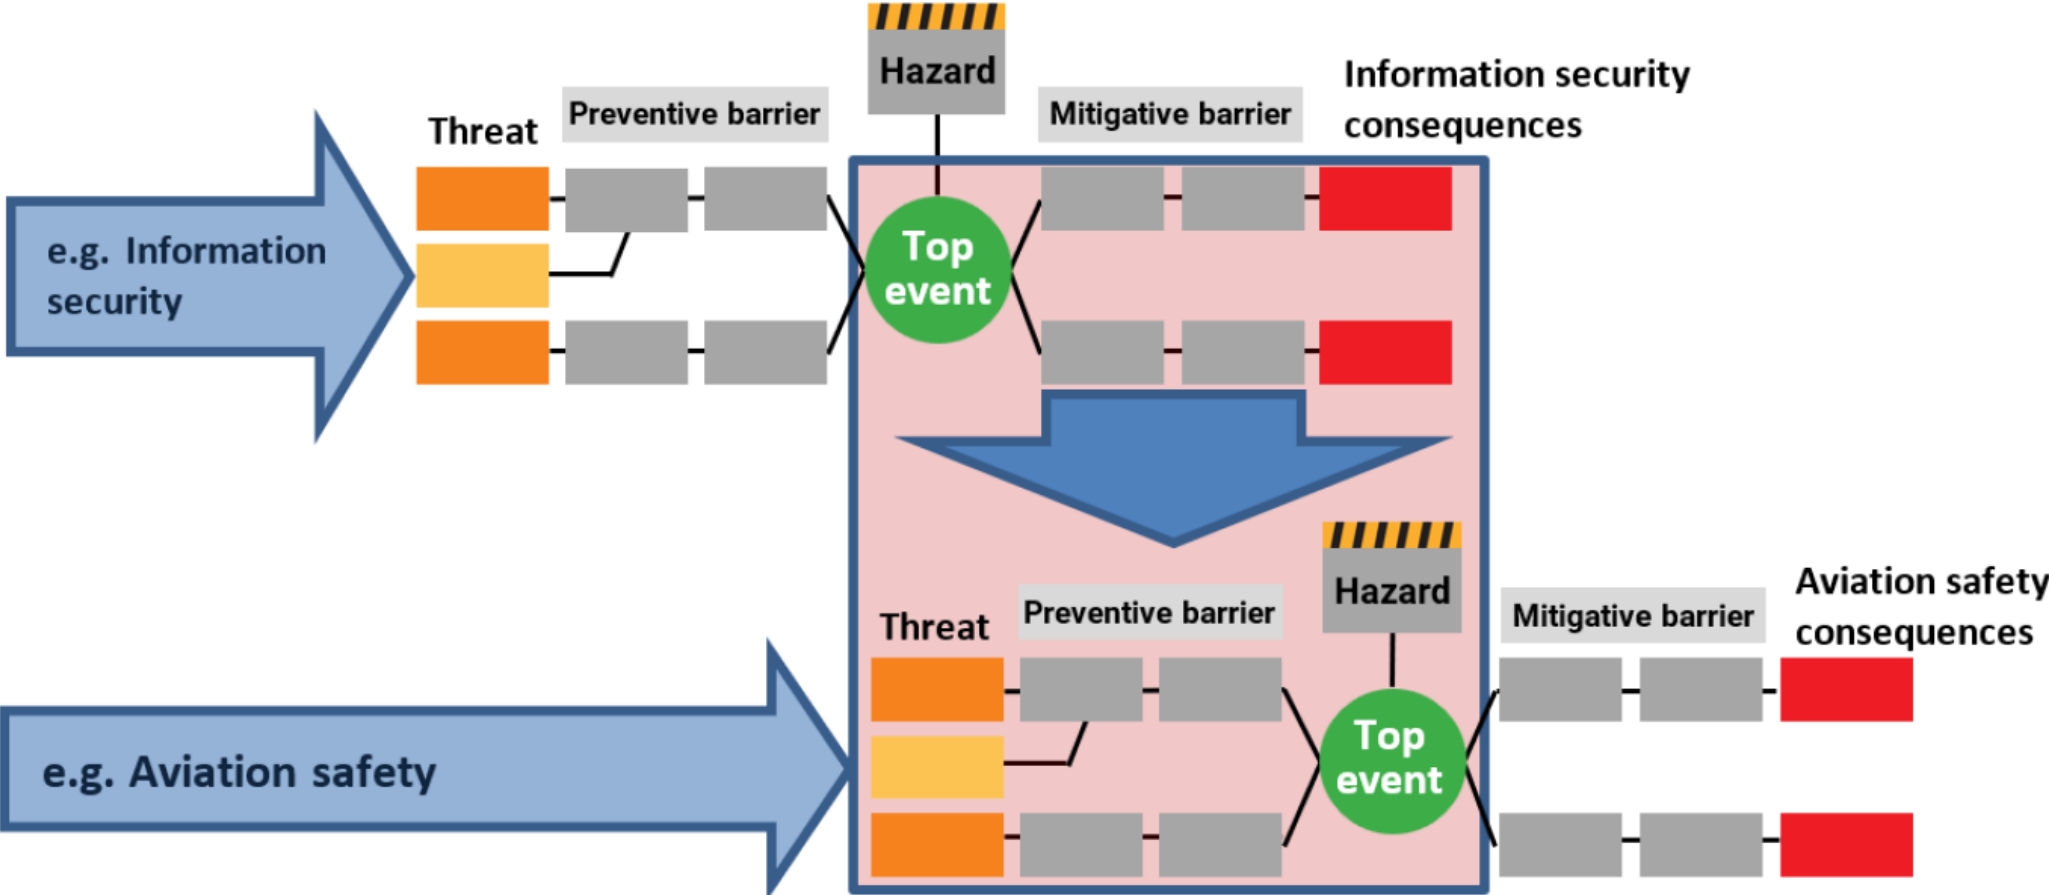 Hazard
Information security
consequences
Threat
Preventive barrier
Mitigative barrier
e.g. Information
security
Top
event
Hazard
Aviation safety
consequences
Threat
Preventive barrier
Mitigative barrier
e.g. Aviation safety
Top
event